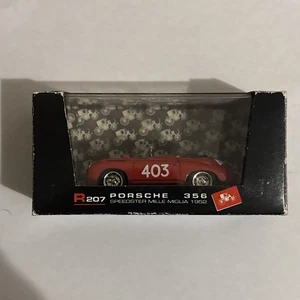 403
R207 PORSCHE 356
SPEEDSTER MILLE MIGLIA 1952